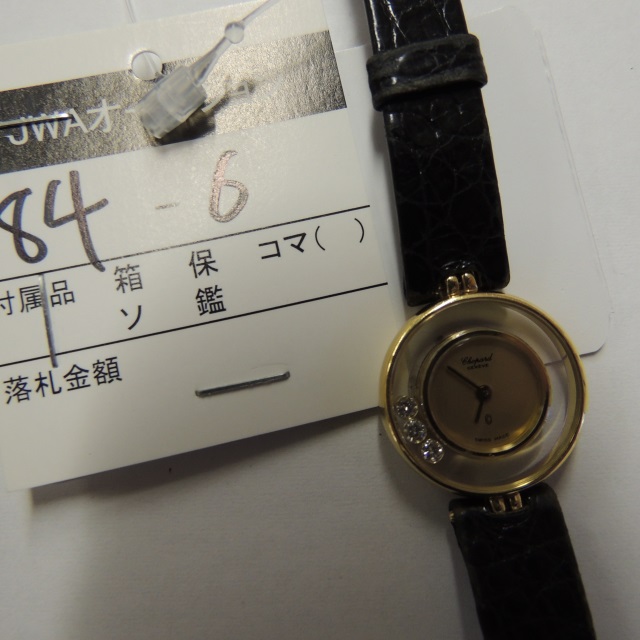 JWAオー
84 - 6
付属品 箱 保 コマ( )
ソ 鑑
落札金額
Chopard
GENEVE